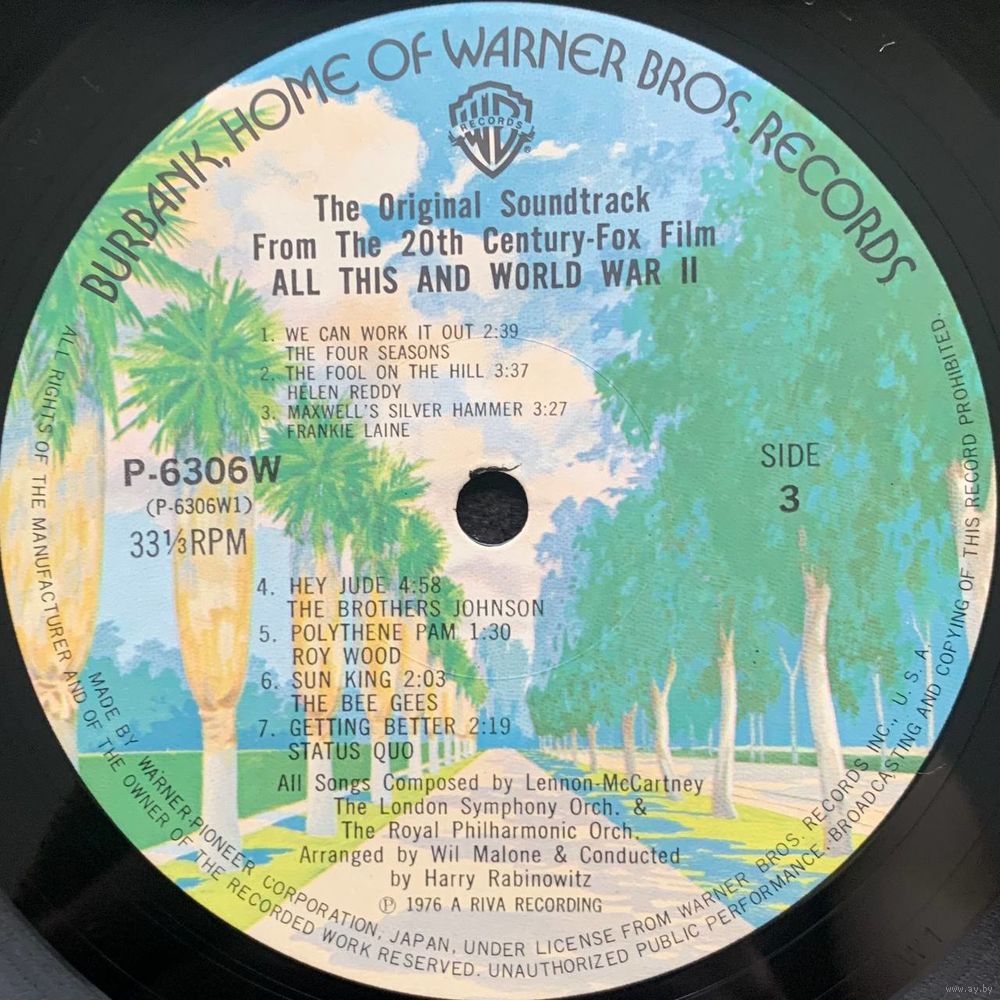 BURBANK, HOME OF WARNER BROS. RECORDS
WB
RECORDS
®
The Original Soundtrack
From The 20th Century-Fox Film
ALL THIS AND WORLD WAR II
1. WE CAN WORK IT OUT 2:39
THE FOUR SEASONS
2. THE FOOL ON THE HILL 3:37
HELEN REDDY
3. MAXWELL'S SILVER HAMMER 3:27
FRANKIE LAINE
P-6306W
(P-6306W1)
33⅓RPM
SIDE
3
4. HEY JUDE 4:58
THE BROTHERS JOHNSON
5. POLYTHENE PAM 1:30
ROY WOOD
6. SUN KING 2:03
THE BEE GEES
7. GETTING BETTER 2:19
STATUS QUO
All Songs Composed by Lennon-McCartney
The London Symphony Orch. &
The Royal Philharmonic Orch.
Arranged by Wil Malone & Conducted
by Harry Rabinowitz
Ⓟ 1976 A RIVA RECORDING
MADE BY WARNER-PIONEER CORPORATION, JAPAN, UNDER LICENSE FROM WARNER BROS. RECORDS INC., U. S. A.
ALL RIGHTS OF THE MANUFACTURER AND OF THE OWNER OF THE RECORDED WORK RESERVED. UNAUTHORIZED PUBLIC PERFORMANCE, BROADCASTING AND COPYING OF THIS RECORD PROHIBITED.
www.ay.by